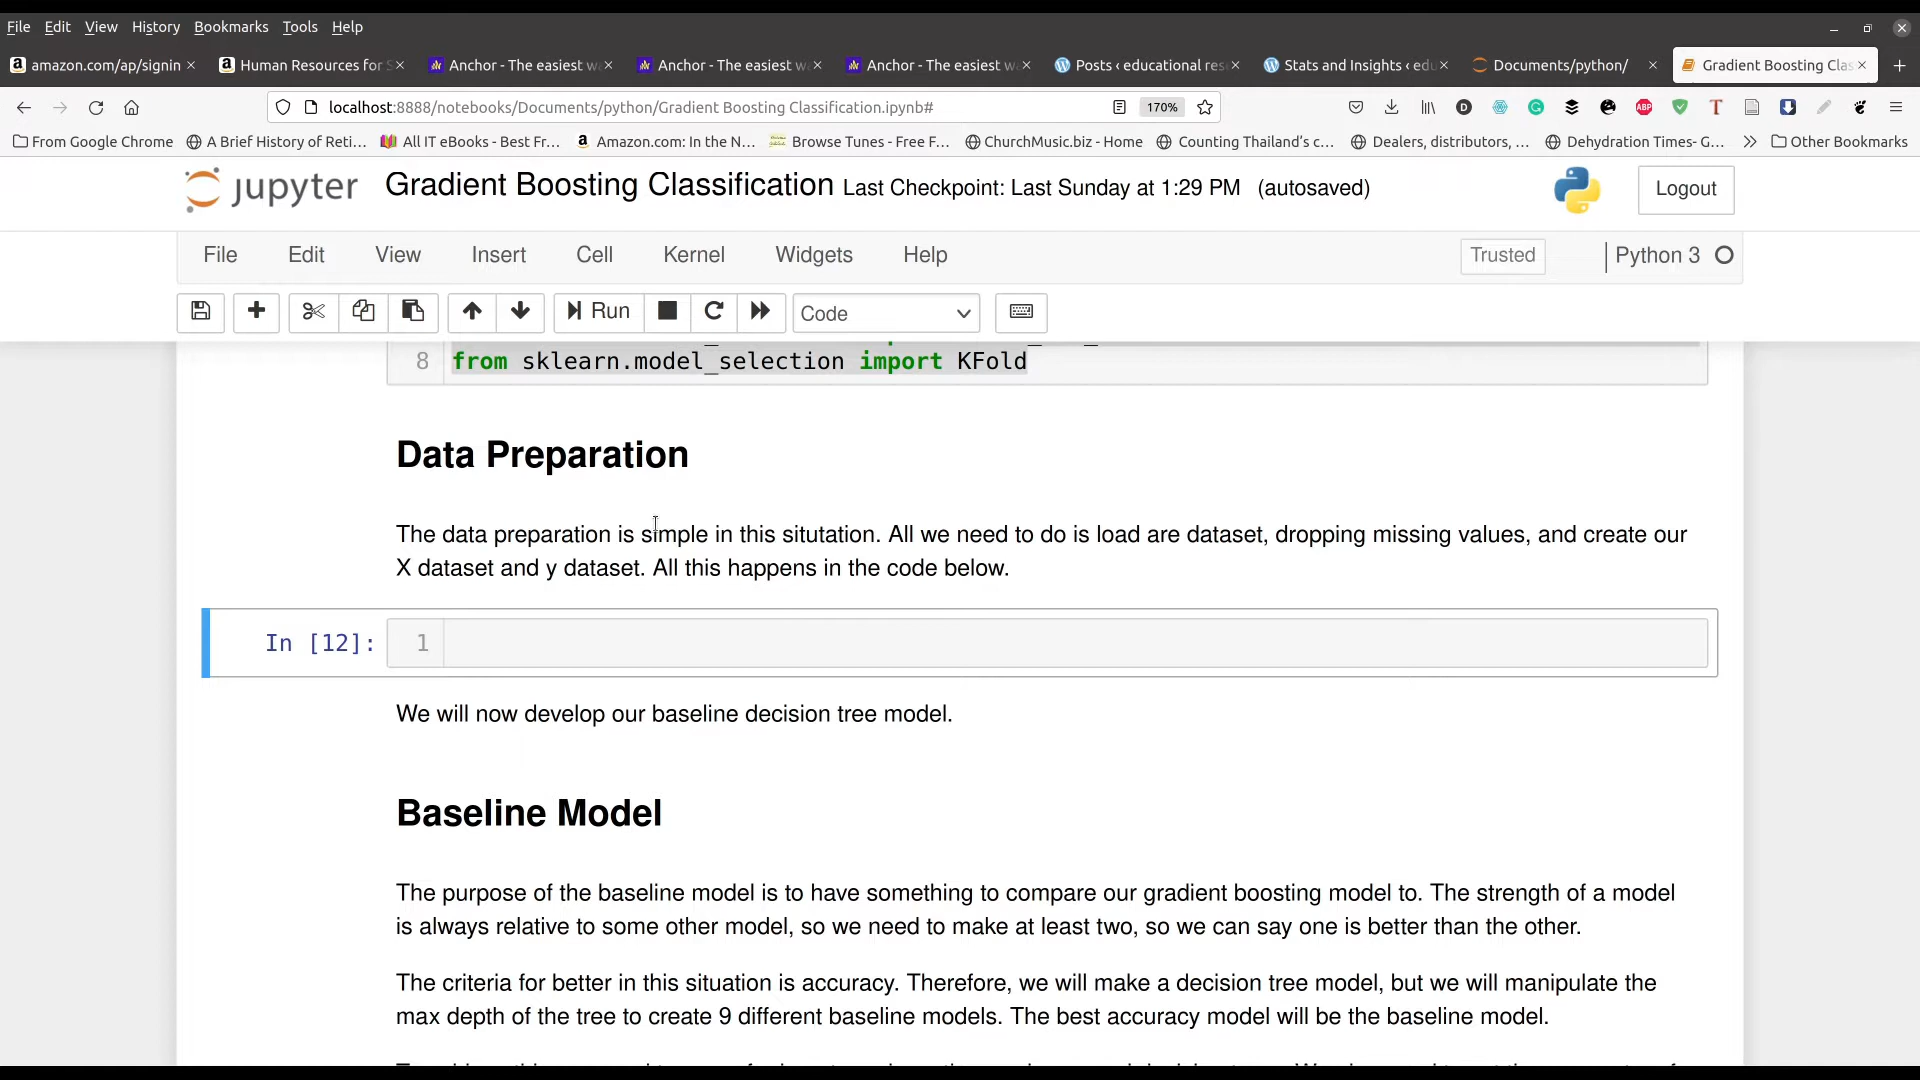 File Edit View History Bookmarks Tools Help
amazon.com/ap/signin Human Resources for S Anchor - The easiest w Anchor - The easiest w Anchor - The easiest w Posts ‹ educational res Stats and Insights ‹ edu Documents/python/ Gradient Boosting Clas
localhost:8888/notebooks/Documents/python/Gradient Boosting Classification.ipynb# 170%
From Google Chrome A Brief History of Reti... All IT eBooks - Best Fr... Amazon.com: In the N... Browse Tunes - Free F... ChurchMusic.biz - Home Counting Thailand's c... Dealers, distributors, ... Dehydration Times- G... Other Bookmarks
jupyter Gradient Boosting Classification Last Checkpoint: Last Sunday at 1:29 PM (autosaved) Logout
File Edit View Insert Cell Kernel Widgets Help Trusted Python 3
Run Code
8 from sklearn.model_selection import KFold
Data Preparation
The data preparation is simple in this situtation. All we need to do is load are dataset, dropping missing values, and create our
X dataset and y dataset. All this happens in the code below.
In [12]: 1
We will now develop our baseline decision tree model.
Baseline Model
The purpose of the baseline model is to have something to compare our gradient boosting model to. The strength of a model
is always relative to some other model, so we need to make at least two, so we can say one is better than the other.
The criteria for better in this situation is accuracy. Therefore, we will make a decision tree model, but we will manipulate the
max depth of the tree to create 9 different baseline models. The best accuracy model will be the baseline model.